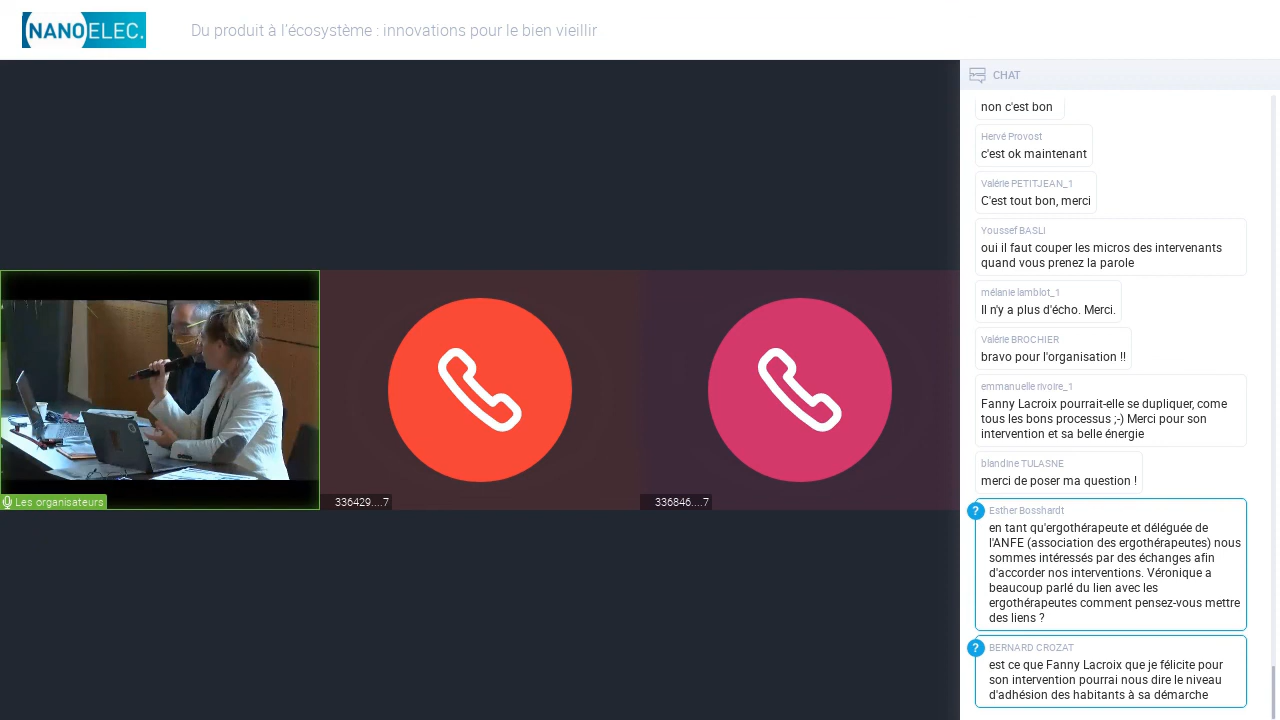 NANOELEC.
Du produit à l'écosystème : innovations pour le bien vieillir
CHAT
non c'est bon
Hervé Provost
c'est ok maintenant
Valérie PETITJEAN_1
C'est tout bon, merci
Youssef BASLI
oui il faut couper les micros des intervenants
quand vous prenez la parole
mélanie lamblot_1
Il n'y a plus d'écho. Merci.
Valérie BROCHIER
bravo pour l'organisation !!
emmanuelle rivoire_1
Fanny Lacroix pourrait-elle se dupliquer, come
tous les bons processus ;-) Merci pour son
intervention et sa belle énergie
blandine TULASNE
merci de poser ma question !
?
Esther Bosshardt
en tant qu'ergothérapeute et déléguée de
l'ANFE (association des ergothérapeutes) nous
sommes intéressés par des échanges afin
d'accorder nos interventions. Véronique a
beaucoup parlé du lien avec les
ergothérapeutes comment pensez-vous mettre
des liens ?
?
BERNARD CROZAT
est ce que Fanny Lacroix que je félicite pour
son intervention pourrai nous dire le niveau
d'adhésion des habitants à sa démarche
Les organisateurs
336429....7
336846....7